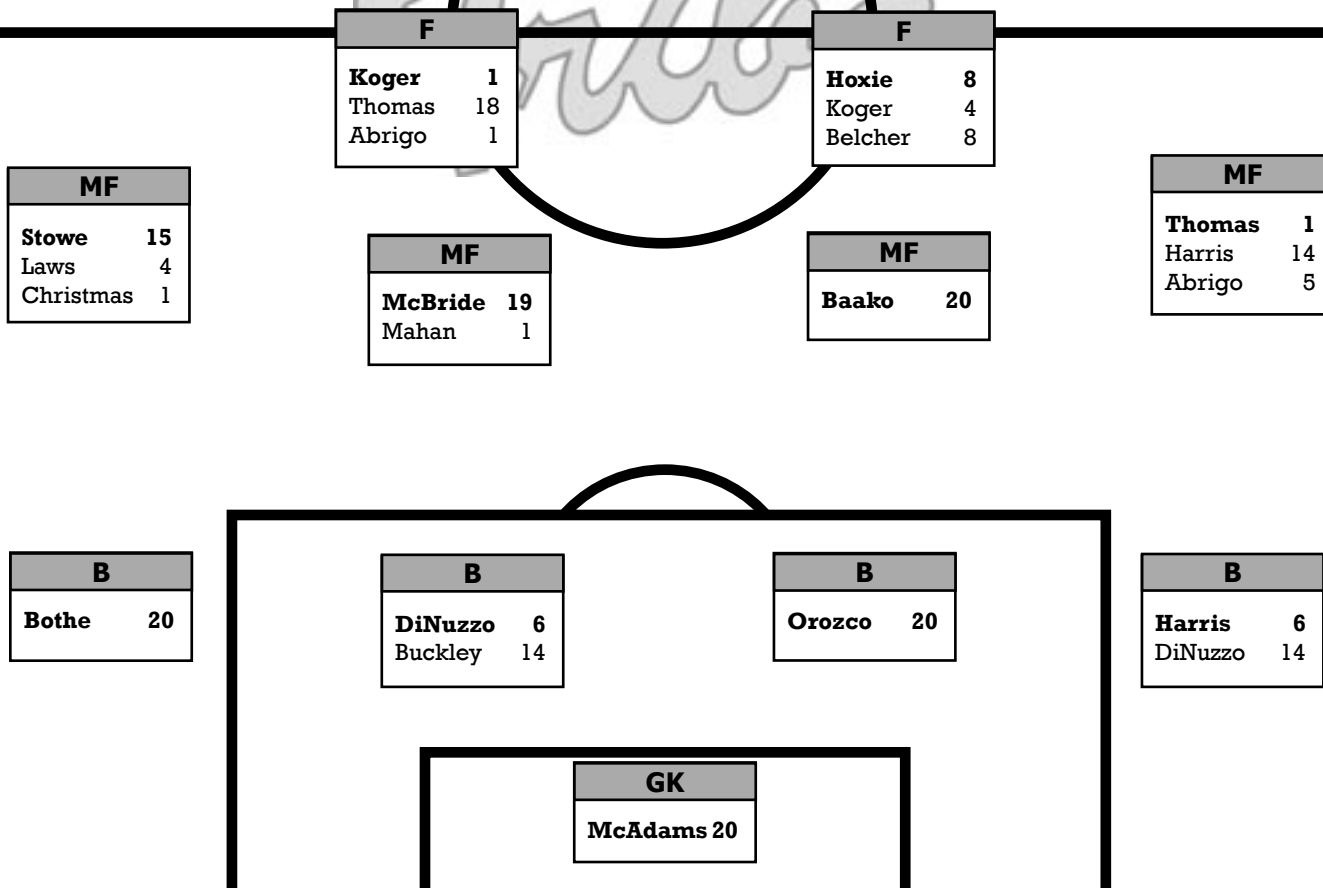 F
Koger 1
Thomas 18
Abrigo 1
F
Hoxie 8
Koger 4
Belcher 8
MF
Stowe 15
Laws 4
Christmas 1
MF
McBride 19
Mahan 1
MF
Baako 20
MF
Thomas 1
Harris 14
Abrigo 5
B
Bothe 20
B
DiNuzzo 6
Buckley 14
B
Orozco 20
B
Harris 6
DiNuzzo 14
GK
McAdams 20